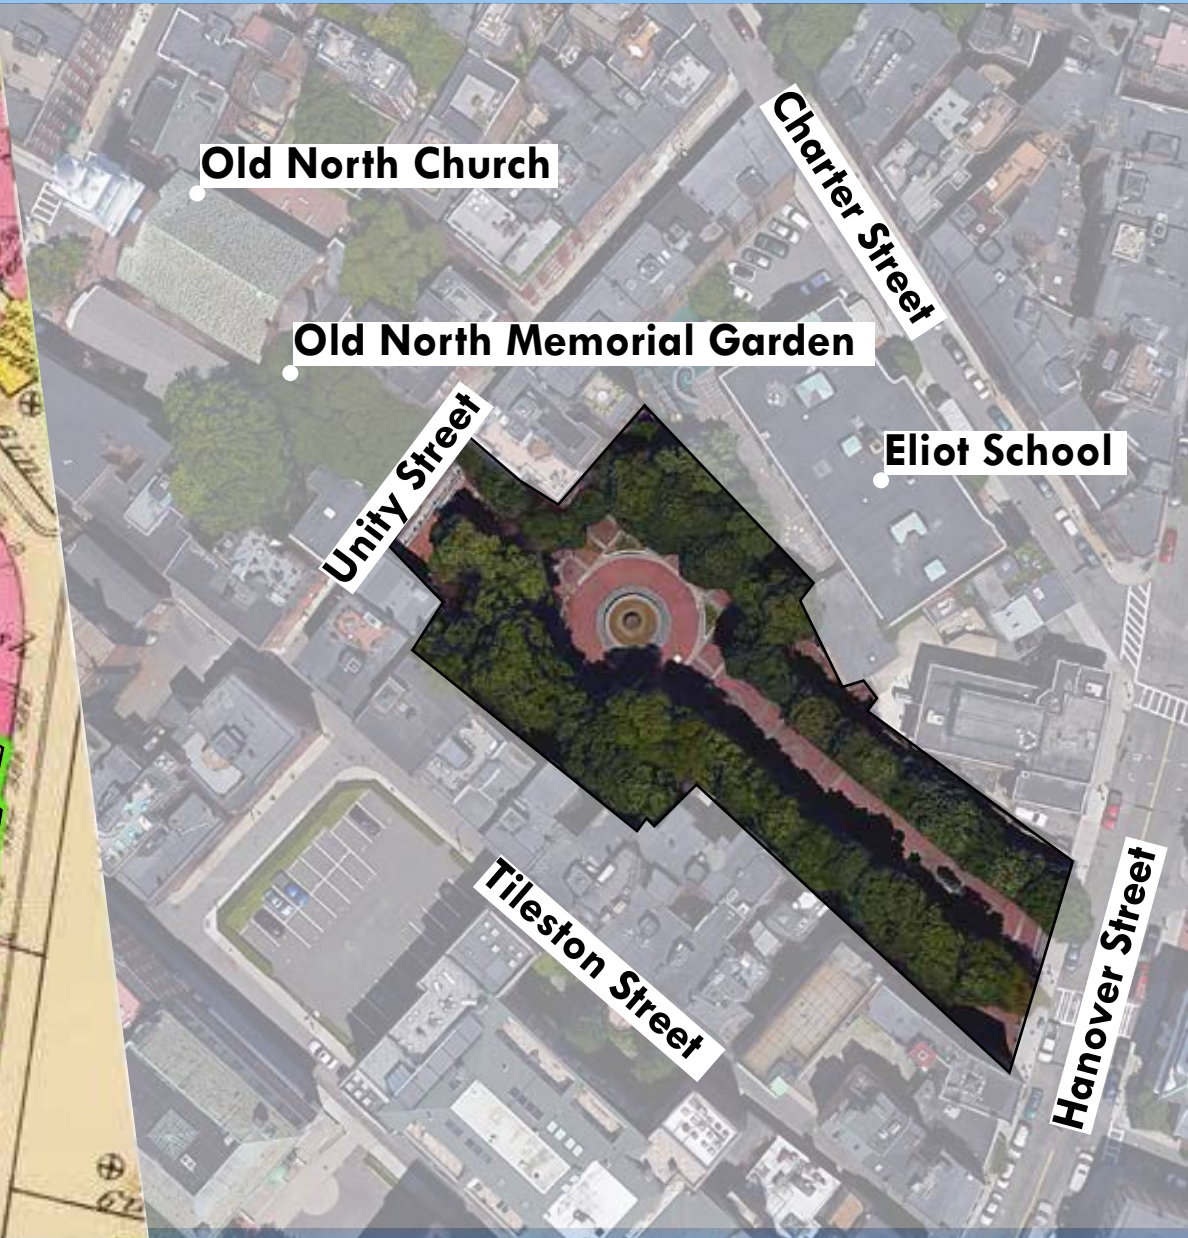 Charter Street
Old North Church
Old North Memorial Garden
Unity Street
Eliot School
Tileston Street
Hanover Street